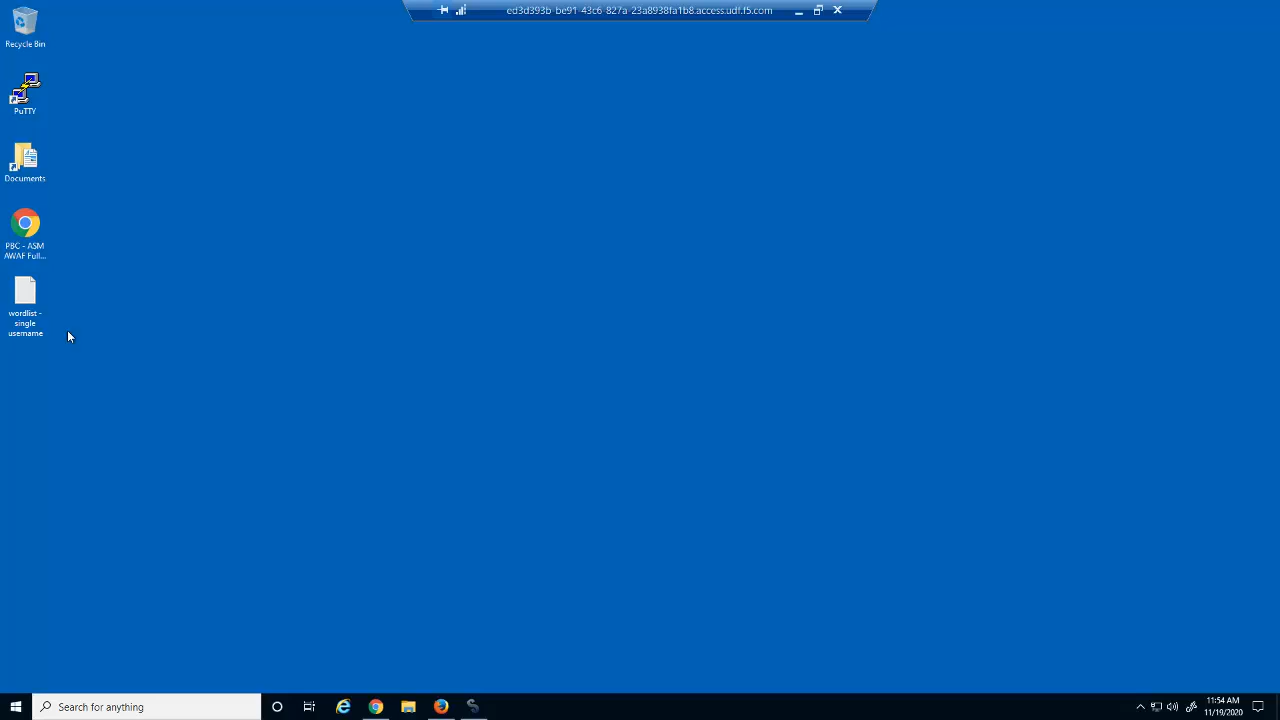 ed3d393b-be91-43c6-827a-23a8938fa1b8.access.udf.f5.com
Recycle Bin
PuTTY
Documents
PBC - ASM
AWAF Full...
wordlist -
single
username
Search for anything
11:54 AM
11/19/2020